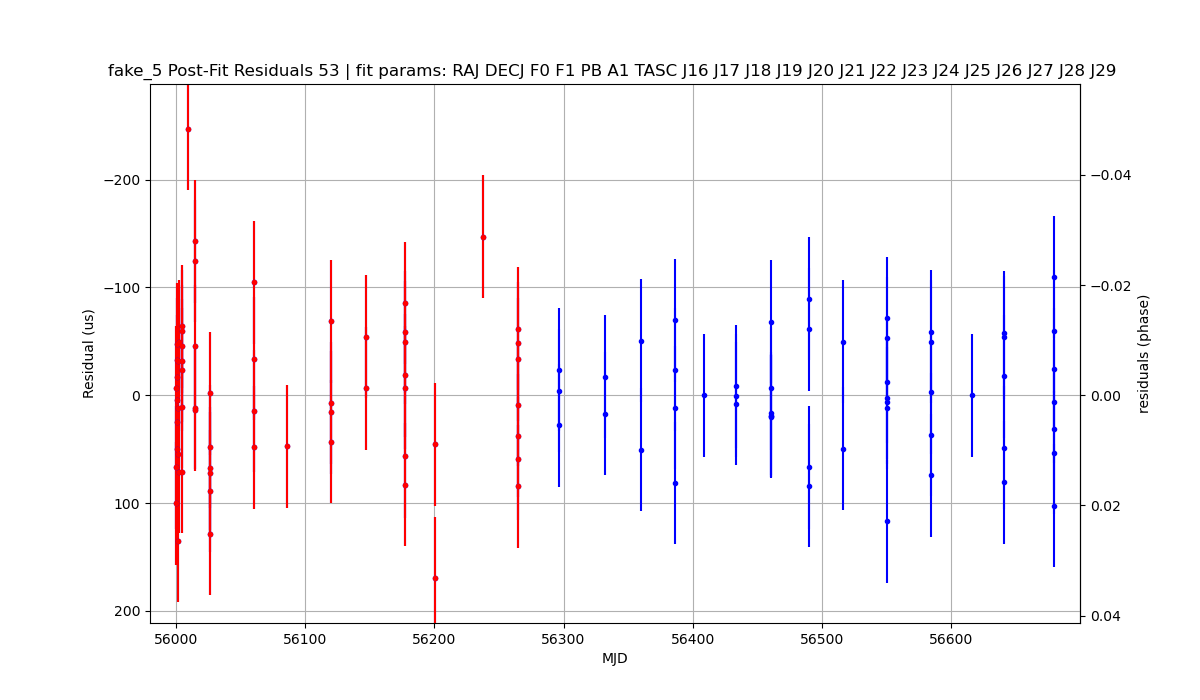 fake_5 Post-Fit Residuals 53 | fit params: RAJ DECJ F0 F1 PB A1 TASC J16 J17 J18 J19 J20 J21 J22 J23 J24 J25 J26 J27 J28 J29
−200
−100
0
100
200
Residual (us)
−0.04
−0.02
0.00
0.02
0.04
residuals (phase)
56000 56100 56200 56300 56400 56500 56600
MJD